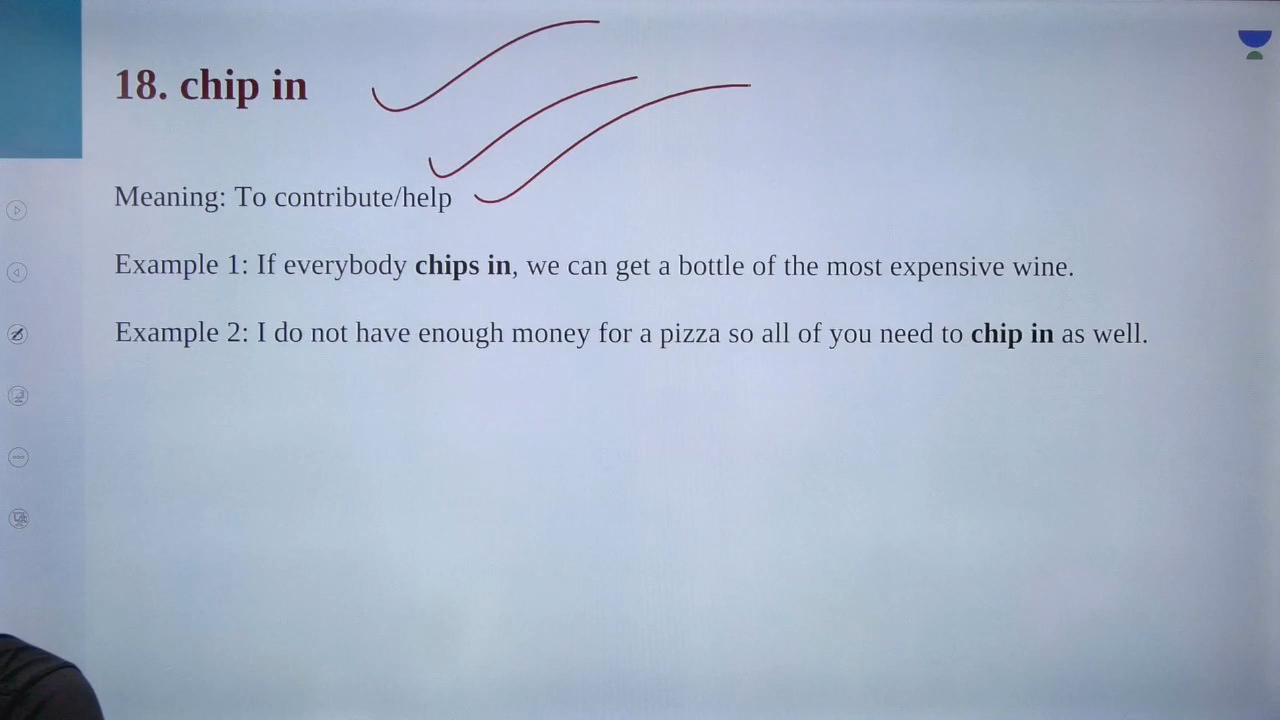 18. chip in
Meaning: To contribute/help
Example 1: If everybody chips in, we can get a bottle of the most expensive wine.
Example 2: I do not have enough money for a pizza so all of you need to chip in as well.